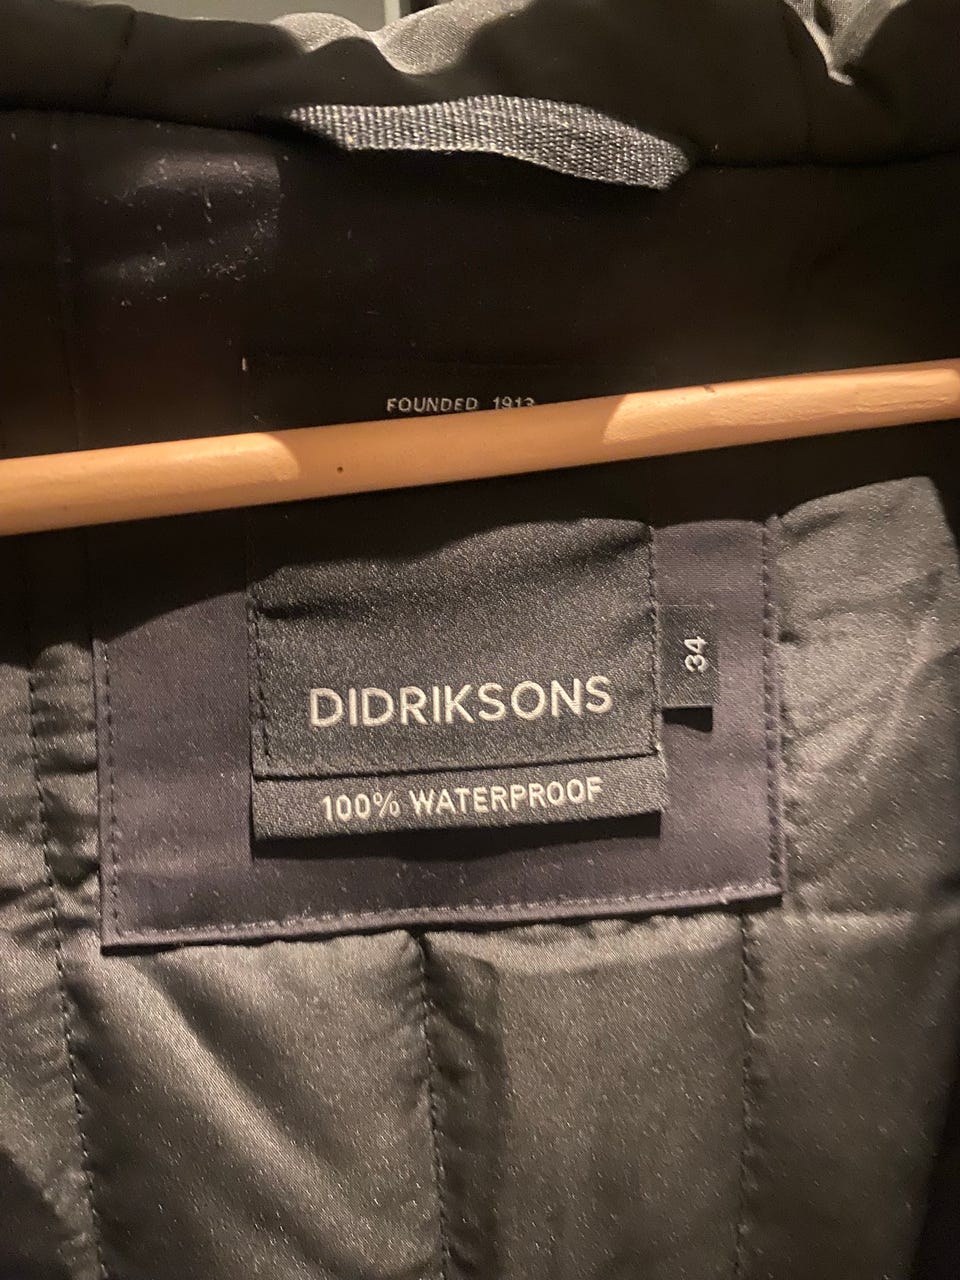 FOUNDED 1913
DIDRIKSONS
34
100% WATERPROOF